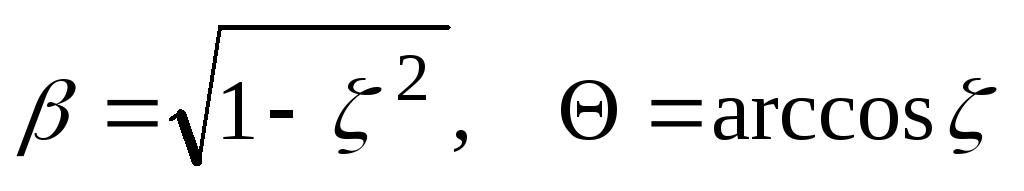 β = √1 - ζ², Θ = arccos ζ